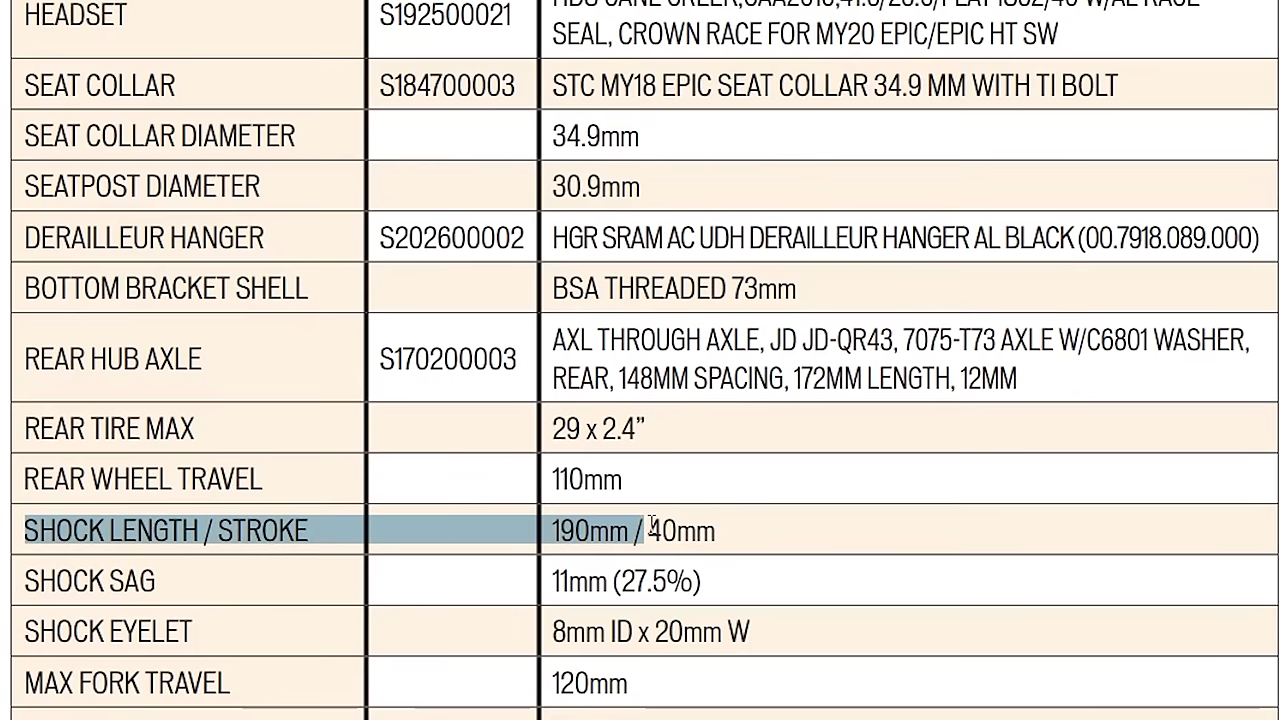 HEADSET S192500021
SEAL, CROWN RACE FOR MY20 EPIC/EPIC HT SW
SEAT COLLAR S184700003 STC MY18 EPIC SEAT COLLAR 34.9 MM WITH TI BOLT
SEAT COLLAR DIAMETER 34.9mm
SEATPOST DIAMETER 30.9mm
DERAILLEUR HANGER S202600002 HGR SRAM AC UDH DERAILLEUR HANGER AL BLACK (00.7918.089.000)
BOTTOM BRACKET SHELL BSA THREADED 73mm
REAR HUB AXLE S170200003 AXL THROUGH AXLE, JD JD-QR43, 7075-T73 AXLE W/C6801 WASHER,
REAR, 148MM SPACING, 172MM LENGTH, 12MM
REAR TIRE MAX 29 x 2.4”
REAR WHEEL TRAVEL 110mm
SHOCK LENGTH / STROKE 190mm / 40mm
SHOCK SAG 11mm (27.5%)
SHOCK EYELET 8mm ID x 20mm W
MAX FORK TRAVEL 120mm